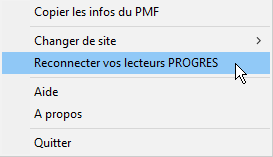 Copier les infos du PMF
Changer de site
Reconnecter vos lecteurs PROGRES
Aide
A propos
Quitter